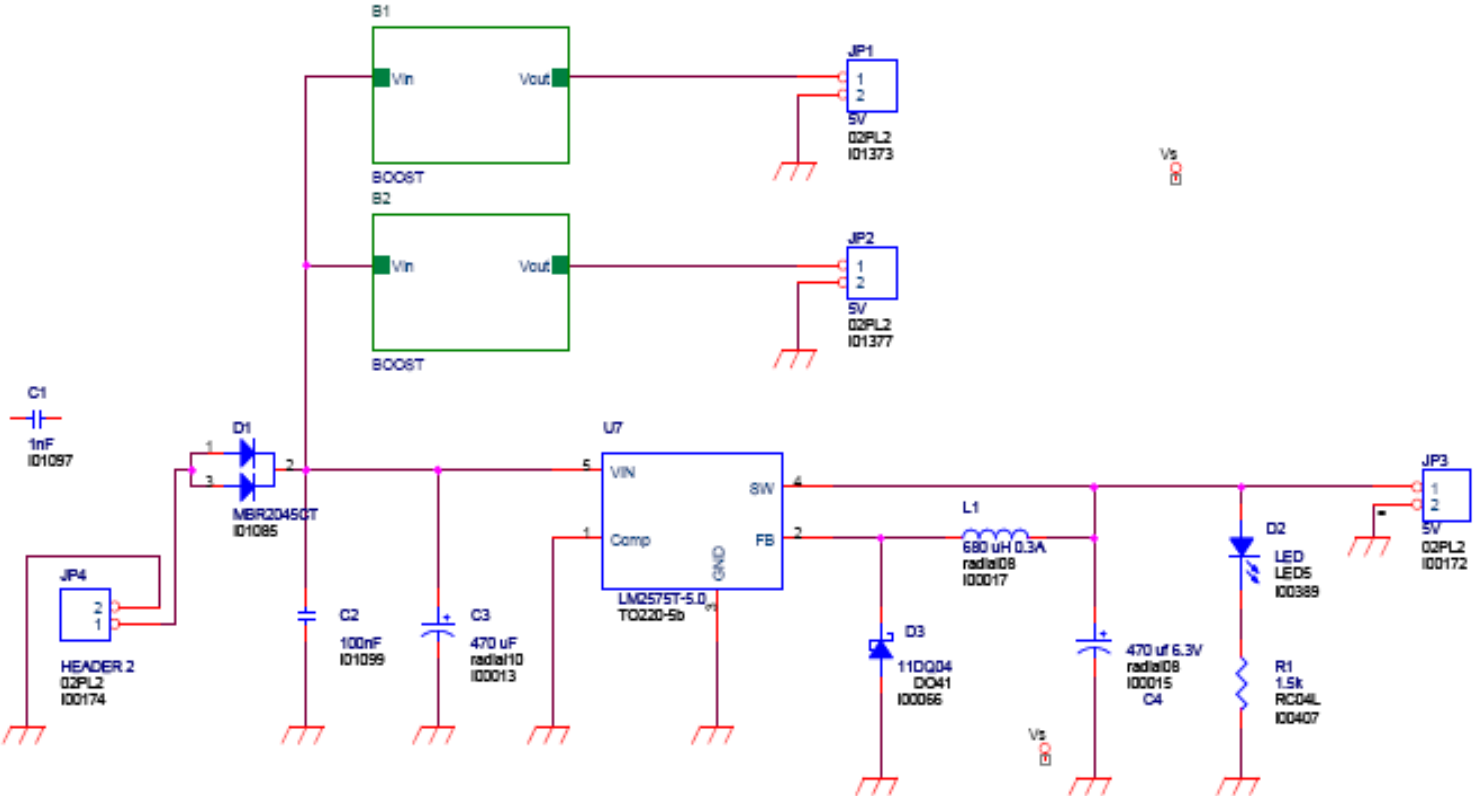 B1
Vin
Vout
BOOST
JP1
1
2
5V
02PL2
I01373
Vs
B2
Vin
Vout
BOOST
JP2
1
2
5V
02PL2
I01377
C1
1nF
I01097
D1
1
3
2
MBR2045CT
I01085
JP4
2
1
HEADER 2
02PL2
I00174
C2
100nF
I01099
C3
+
470 uF
radial10
I00013
U7
5
VIN
1
Comp
GND
3
SW
4
FB
2
LM2575T-5.0
TO220-5b
L1
680 uH 0.3A
radial08
I00017
D3
11DQ04
DO41
I00066
+
470 uf 6.3V
radial08
I00015
C4
Vs
D2
LED
LED5
I00389
R1
1.5k
RC04L
I00407
JP3
1
2
5V
02PL2
I00172